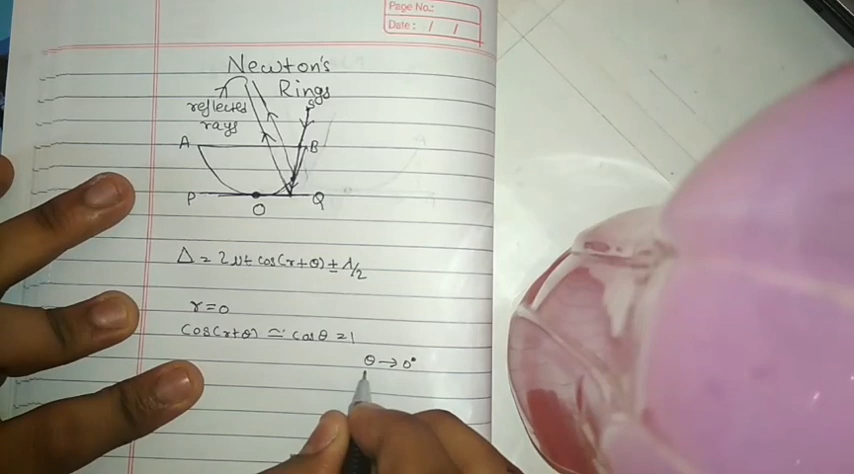 Page No.:
Date: / /
Newton's
Rings
reflected
rays
S
A
B
P
O
Q
Δ = 2μt cos(r+θ) ± λ/2
r=0
cos(r+θ) ≃ cosθ = 1
θ → 0°